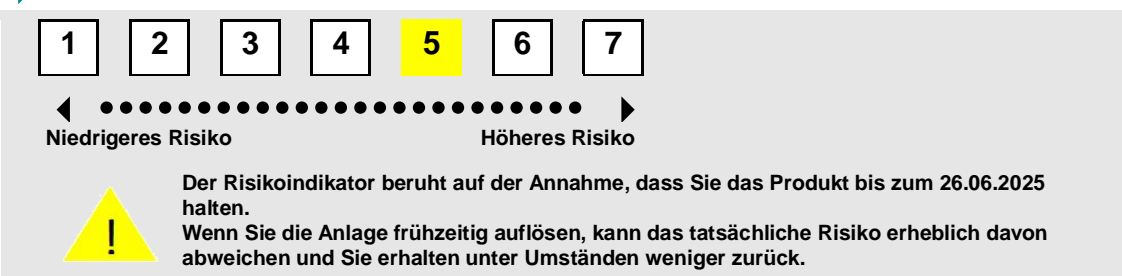 1 2 3 4 5 6 7
Niedrigeres Risiko Höheres Risiko
Der Risikoindikator beruht auf der Annahme, dass Sie das Produkt bis zum 26.06.2025
halten.
Wenn Sie die Anlage frühzeitig auflösen, kann das tatsächliche Risiko erheblich davon
abweichen und Sie erhalten unter Umständen weniger zurück.
!